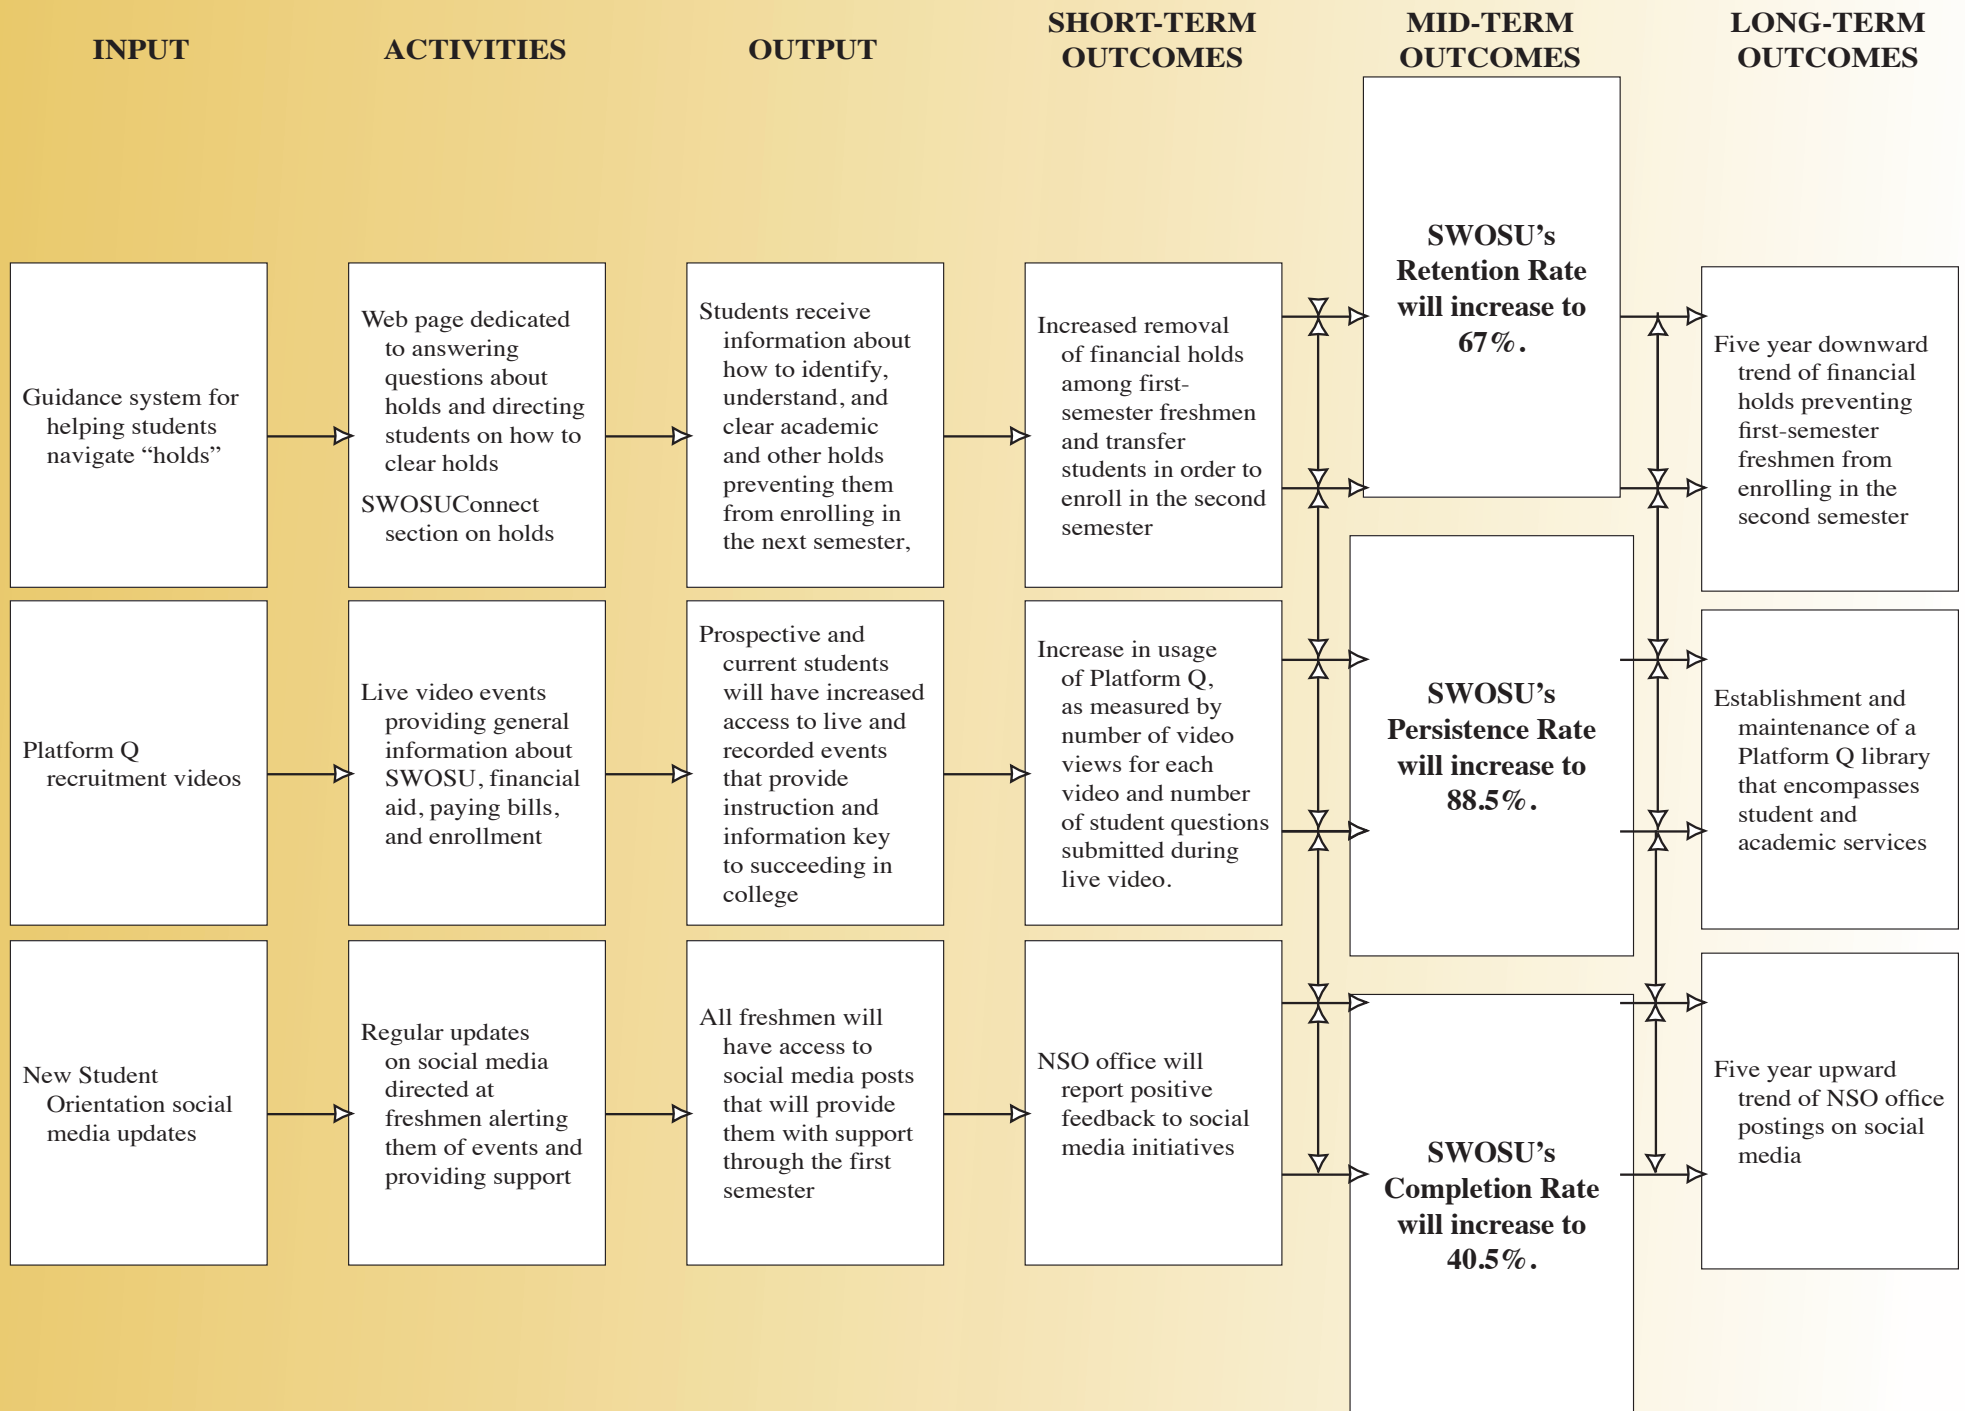 INPUT
ACTIVITIES
OUTPUT
SHORT-TERM
OUTCOMES
MID-TERM
OUTCOMES
LONG-TERM
OUTCOMES
Guidance system for
helping students
navigate “holds”
Web page dedicated
to answering
questions about
holds and directing
students on how to
clear holds
SWOSUConnect
section on holds
Students receive
information about
how to identify,
understand, and
clear academic
and other holds
preventing them
from enrolling in
the next semester,
Increased removal
of financial holds
among first-
semester freshmen
and transfer
students in order to
enroll in the second
semester
SWOSU’s
Retention Rate
will increase to
67%.
Five year downward
trend of financial
holds preventing
first-semester
freshmen from
enrolling in the
second semester
Platform Q
recruitment videos
Live video events
providing general
information about
SWOSU, financial
aid, paying bills,
and enrollment
Prospective and
current students
will have increased
access to live and
recorded events
that provide
instruction and
information key
to succeeding in
college
Increase in usage
of Platform Q,
as measured by
number of video
views for each
video and number
of student questions
submitted during
live video.
SWOSU’s
Persistence Rate
will increase to
88.5%.
Establishment and
maintenance of a
Platform Q library
that encompasses
student and
academic services
New Student
Orientation social
media updates
Regular updates
on social media
directed at
freshmen alerting
them of events and
providing support
All freshmen will
have access to
social media posts
that will provide
them with support
through the first
semester
NSO office will
report positive
feedback to social
media initiatives
SWOSU’s
Completion Rate
will increase to
40.5%.
Five year upward
trend of NSO office
postings on social
media